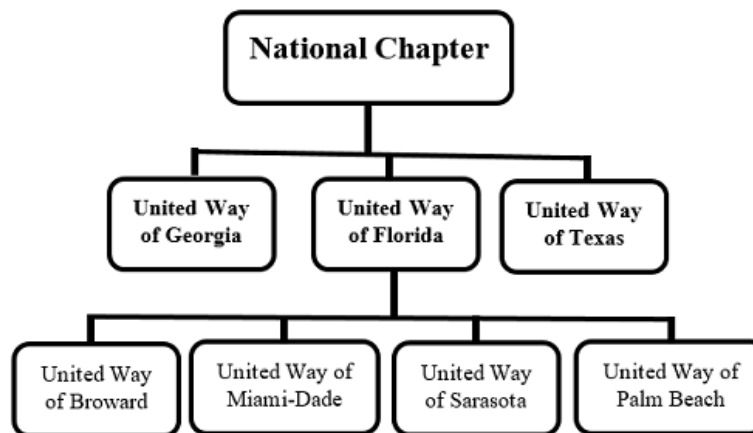 National Chapter
United Way
of Georgia
United Way
of Florida
United Way
of Texas
United Way
of Broward
United Way of
Miami-Dade
United Way
of Sarasota
United Way of
Palm Beach